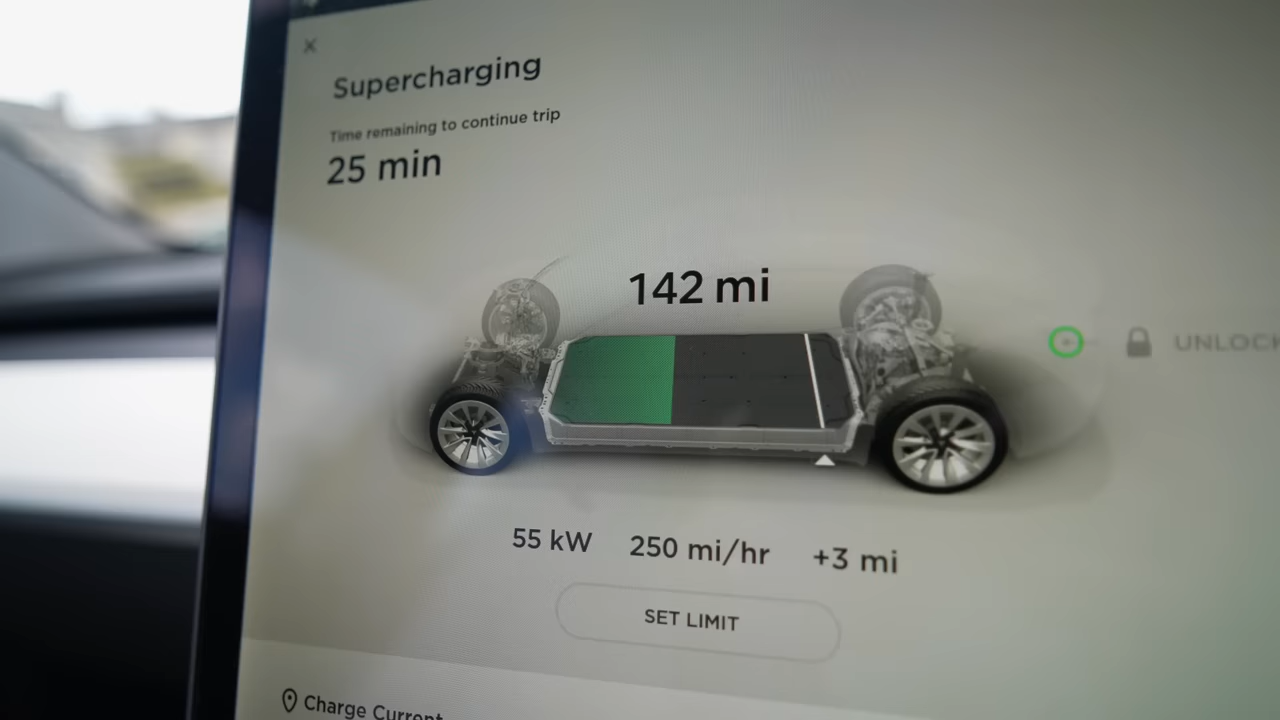 Supercharging
Time remaining to continue trip
25 min
142 mi
55 kW 250 mi/hr +3 mi
SET LIMIT
Charge Current